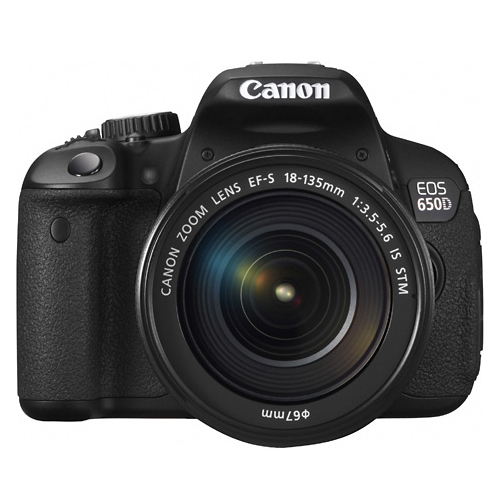 Canon
EOS
650D
CANON ZOOM LENS EF-S 18-135mm 1:3.5-5.6 IS STM
φ67mm